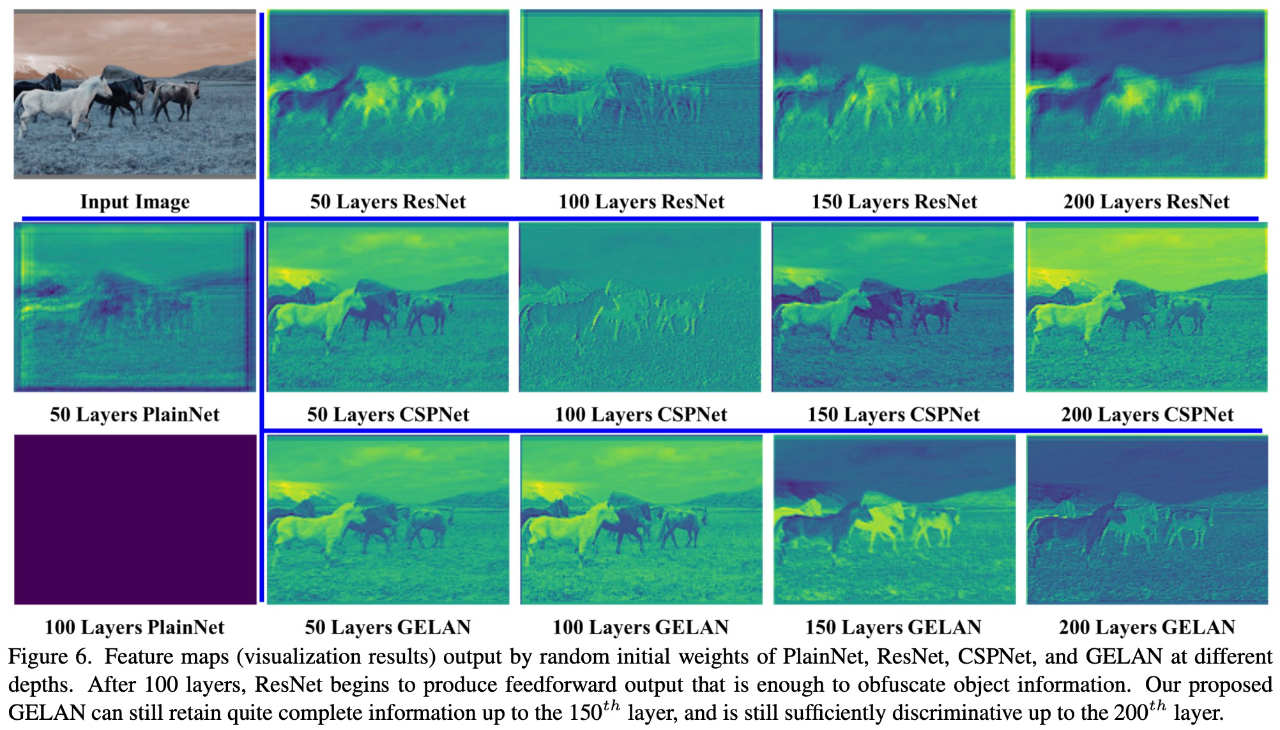 Input Image
50 Layers ResNet
100 Layers ResNet
150 Layers ResNet
200 Layers ResNet
50 Layers PlainNet
50 Layers CSPNet
100 Layers CSPNet
150 Layers CSPNet
200 Layers CSPNet
100 Layers PlainNet
50 Layers GELAN
100 Layers GELAN
150 Layers GELAN
200 Layers GELAN
Figure 6. Feature maps (visualization results) output by random initial weights of PlainNet, ResNet, CSPNet, and GELAN at different
depths. After 100 layers, ResNet begins to produce feedforward output that is enough to obfuscate object information. Our proposed
GELAN can still retain quite complete information up to the 150th layer, and is still sufficiently discriminative up to the 200th layer.